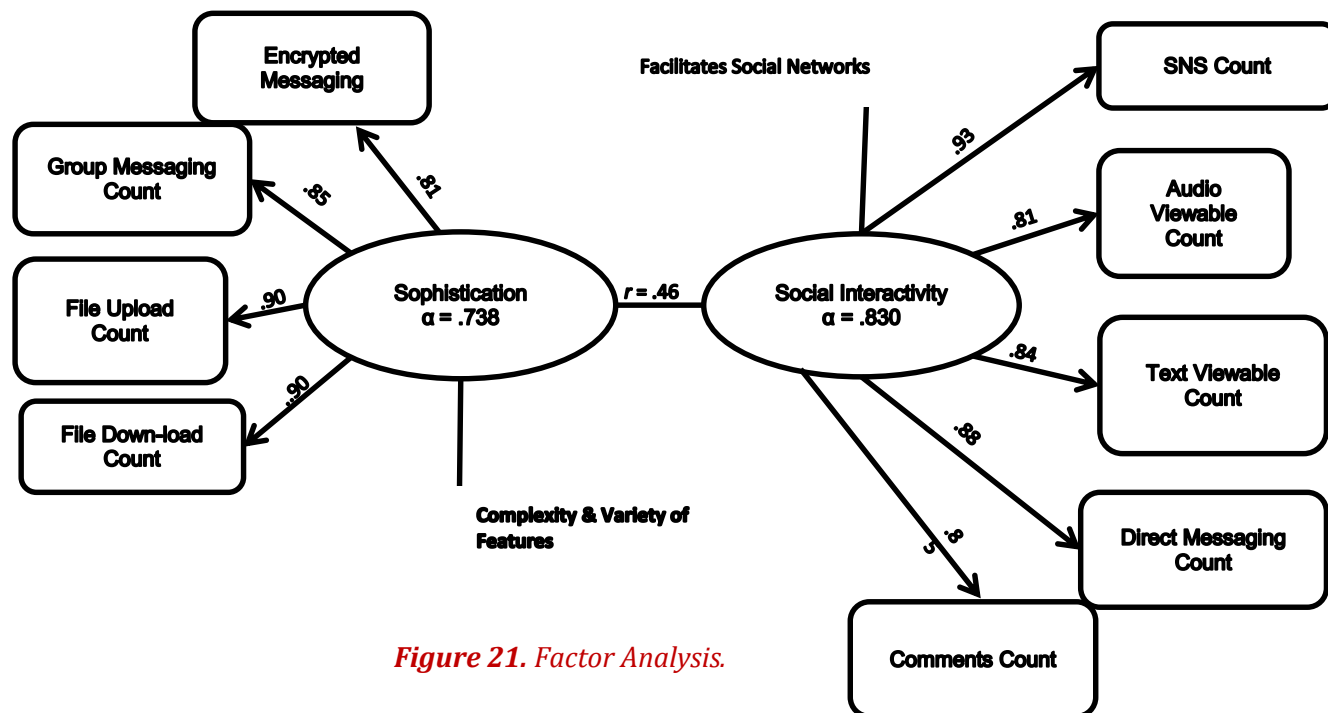 Encrypted
Messaging
Group Messaging
Count
File Upload
Count
File Down-load
Count
.81
.85
.90
.90
Sophistication
α = .738
Complexity & Variety of
Features
r = .46
Facilitates Social Networks
Social Interactivity
α = .830
.93
.81
.84
.88
.8
5
SNS Count
Audio
Viewable
Count
Text Viewable
Count
Direct Messaging
Count
Comments Count
Figure 21. Factor Analysis.